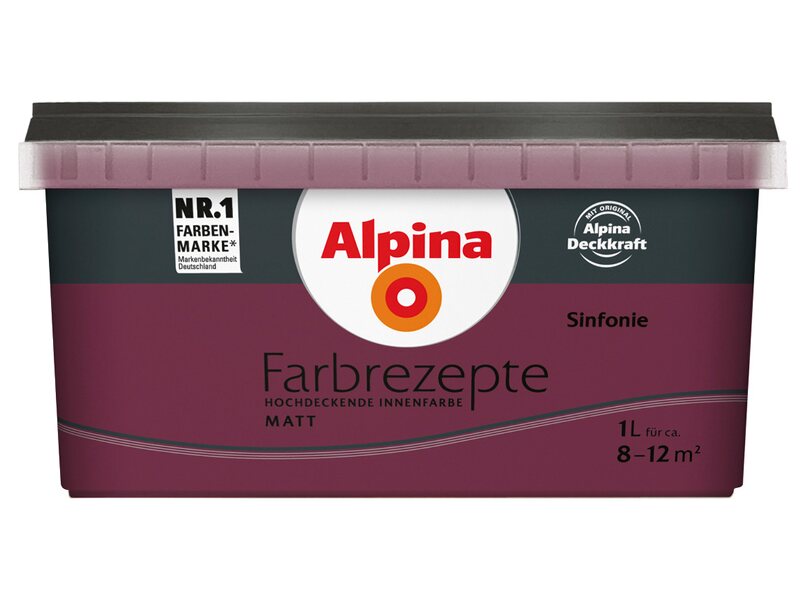 NR.1
FARBEN-
MARKE*
Markenbekanntheit
Deutschland
Alpina
MIT ORIGINAL
Alpina
Deckkraft
Sinfonie
Farbrezepte
HOCHDECKENDE INNENFARBE
MATT
1L für ca.
8–12 m²